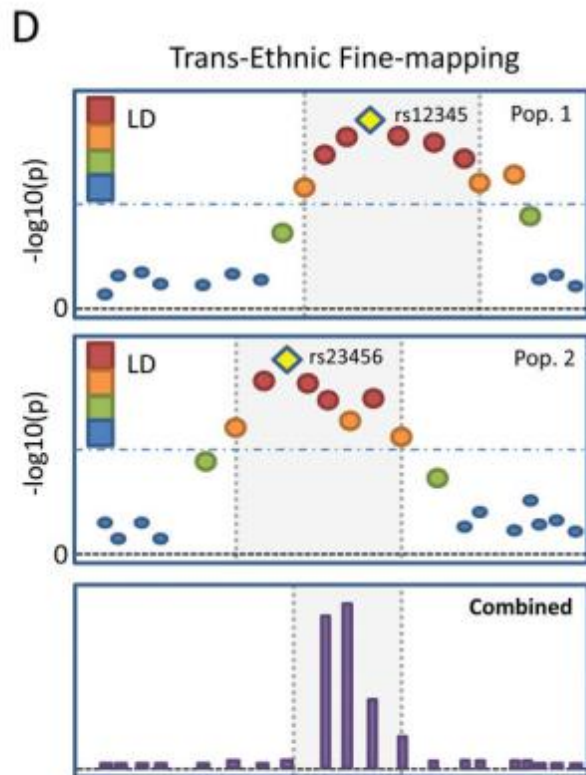 D
Trans-Ethnic Fine-mapping
LD
rs12345
Pop. 1
-log10(p)
0
LD
rs23456
Pop. 2
-log10(p)
0
Combined